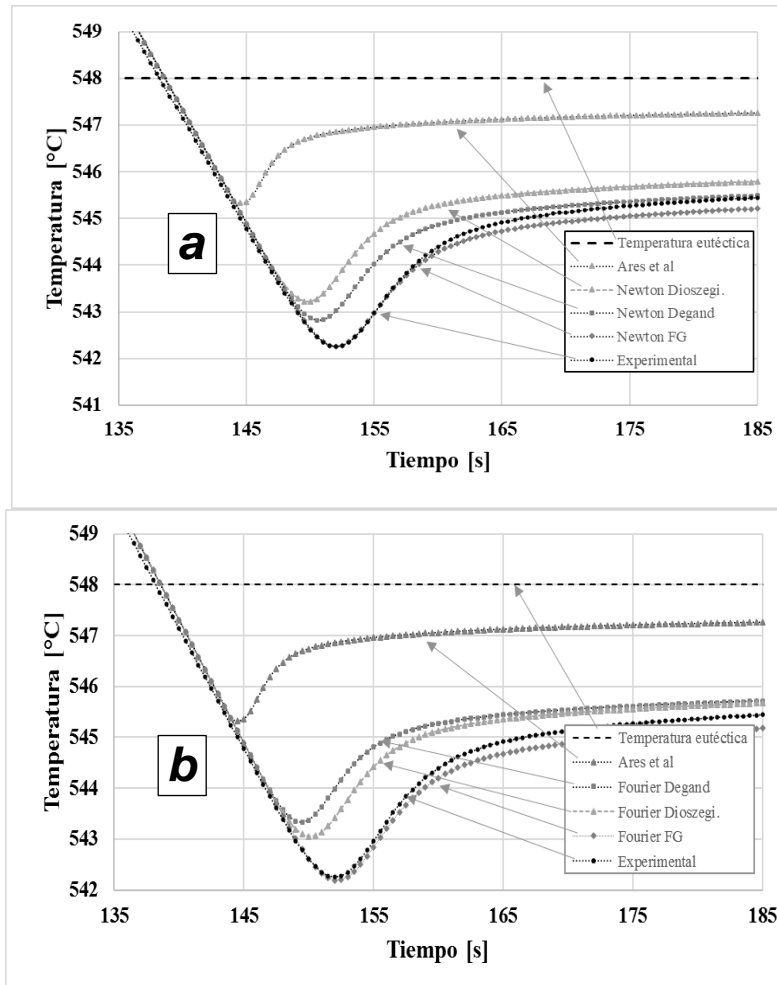 549
548
547
546
545
544
543
542
541
Temperatura [°C]
a
Temperatura eutéctica
Ares et al
Newton Dioszegi.
Newton Degand
Newton FG
Experimental
135 145 155 165 175 185
Tiempo [s]
549
548
547
546
545
544
543
542
Temperatura [°C]
b
Temperatura eutéctica
Ares et al
Fourier Degand
Fourier Dioszegi.
Fourier FG
Experimental
135 145 155 165 175 185
Tiempo [s]